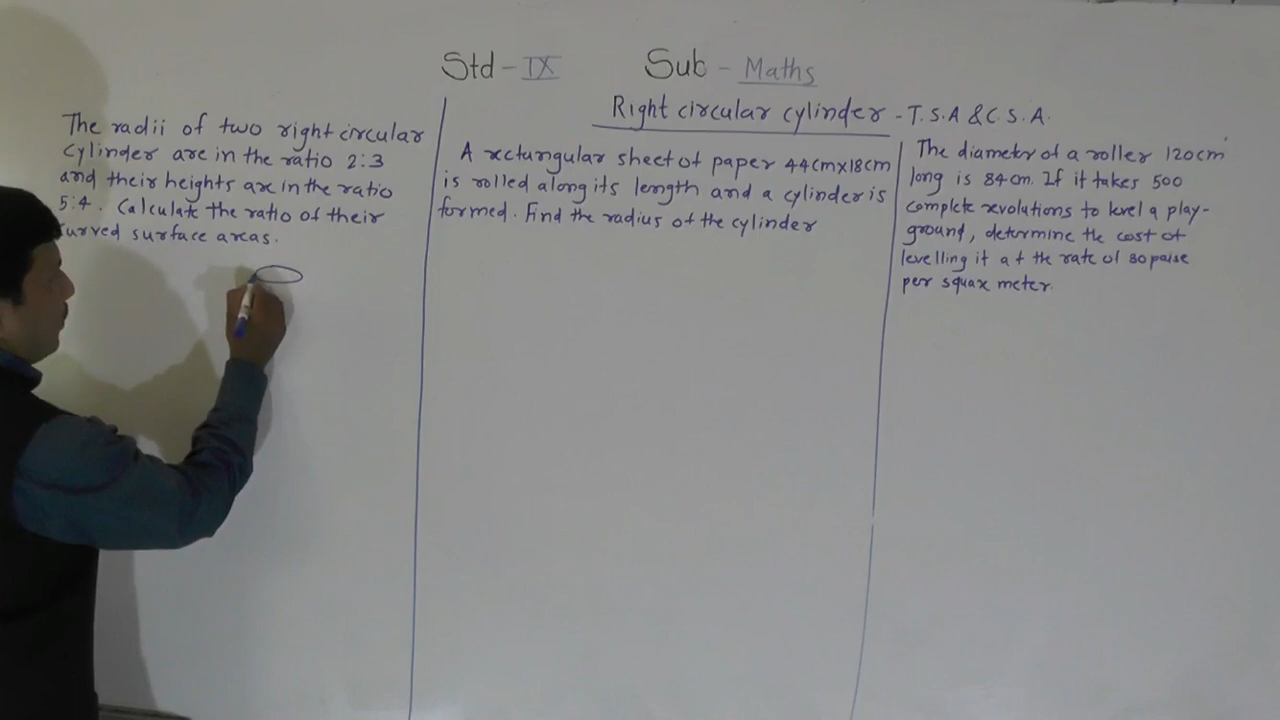 Std - IX Sub - Maths
Right circular cylinder - T.S.A & C.S.A.
The radii of two right circular
cylinder are in the ratio 2:3
and their heights are in the ratio
5:4. Calculate the ratio of their
curved surface areas.
A rectungular sheet of paper 44cmx18cm
is rolled along its length and a cylinder is
formed. Find the radius of the cylinder
The diameter of a roller 120cm
long is 84cm. If it takes 500
complete revolutions to level a play-
ground, determine the cost of
levelling it at the rate of 80 paise
per square meter.